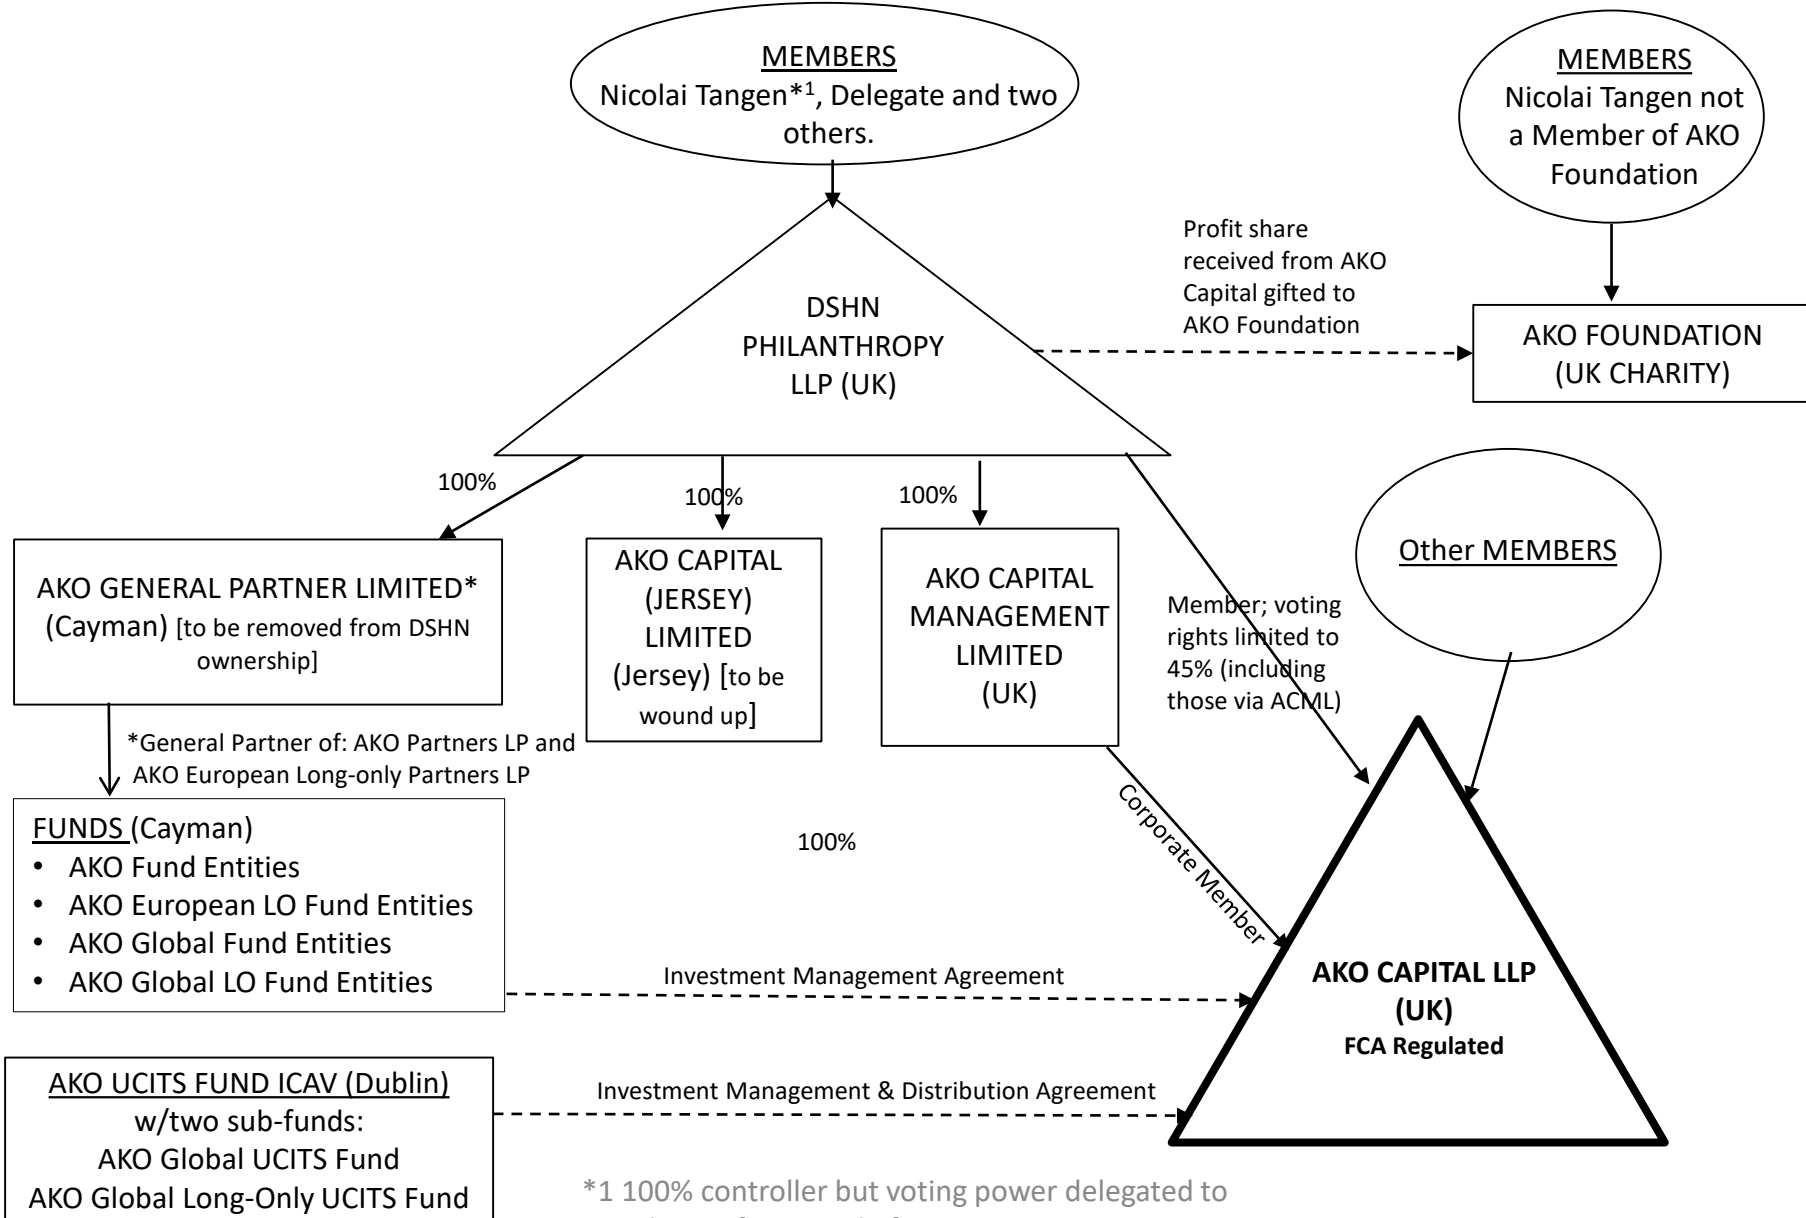 MEMBERS
Nicolai Tangen*1, Delegate and two
others.
MEMBERS
Nicolai Tangen not
a Member of AKO
Foundation
Profit share
received from AKO
Capital gifted to
AKO Foundation
DSHN
PHILANTHROPY
LLP (UK)
AKO FOUNDATION
(UK CHARITY)
100%
100%
100%
AKO GENERAL PARTNER LIMITED*
(Cayman) [to be removed from DSHN
ownership]
AKO CAPITAL
(JERSEY)
LIMITED
(Jersey) [to be
wound up]
AKO CAPITAL
MANAGEMENT
LIMITED
(UK)
Member; voting
rights limited to
45% (including
those via ACML)
Other MEMBERS
*General Partner of: AKO Partners LP and
AKO European Long-only Partners LP
FUNDS (Cayman)
• AKO Fund Entities
• AKO European LO Fund Entities
• AKO Global Fund Entities
• AKO Global LO Fund Entities
100%
Corporate Member
Investment Management Agreement
AKO CAPITAL LLP
(UK)
FCA Regulated
AKO UCITS FUND ICAV (Dublin)
w/two sub-funds:
AKO Global UCITS Fund
AKO Global Long-Only UCITS Fund
Investment Management & Distribution Agreement
*1 100% controller but voting power delegated to